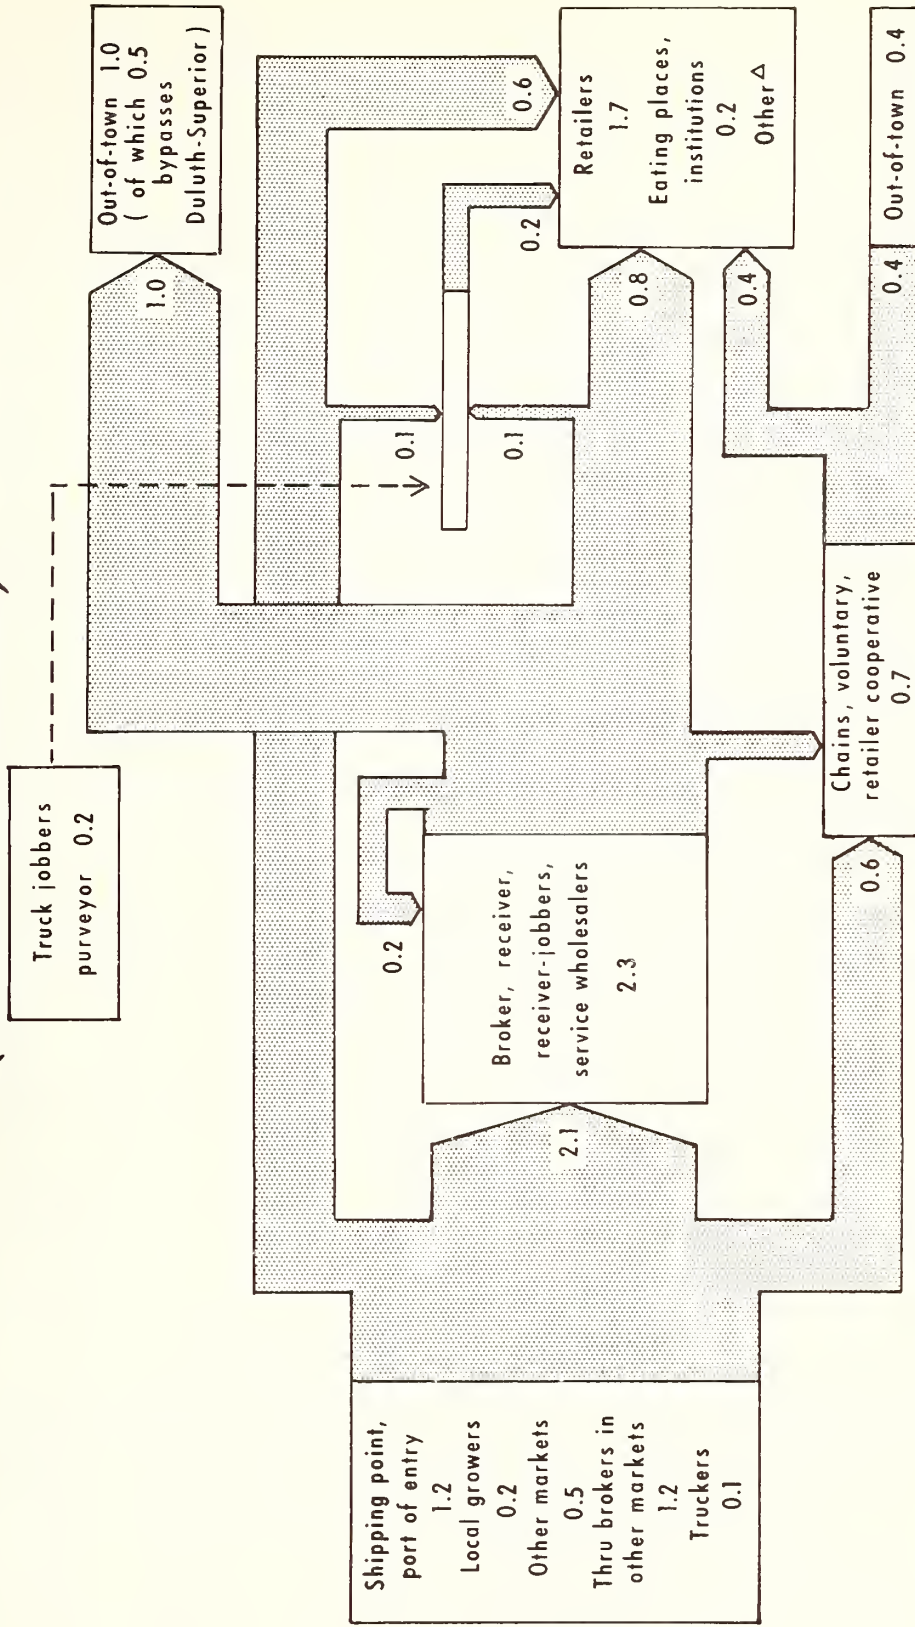 Truck jobbers
purveyor 0.2
Out-of-town 1.0
( of which 0.5
bypasses
Duluth-Superior )
1.0
0.6
Shipping point,
port of entry
1.2
Local growers
0.2
Other markets
0.5
Thru brokers in
other markets
1.2
Truckers
0.1
2.1
0.2
Broker, receiver,
receiver-jobbers,
service wholesalers
2.3
0.1
0.1
0.2
0.8
Retailers
1.7
Eating places,
institutions
0.2
Other Δ
0.4
0.6
Chains, voluntary,
retailer cooperative
0.7
0.4
Out-of-town 0.4